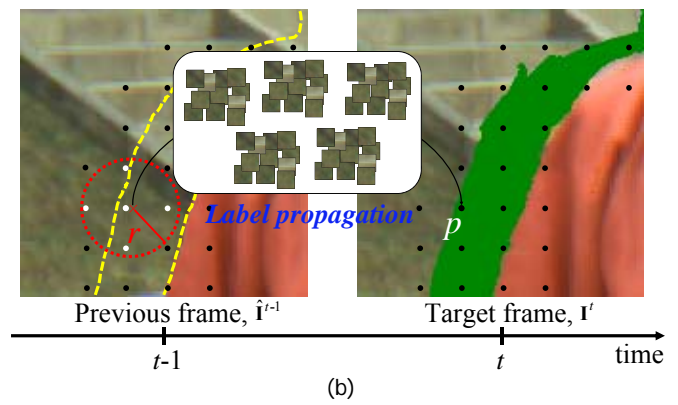 Label propagation
r
p
Previous frame, Î^{t-1}
Target frame, I^t
t-1
t
time
(b)